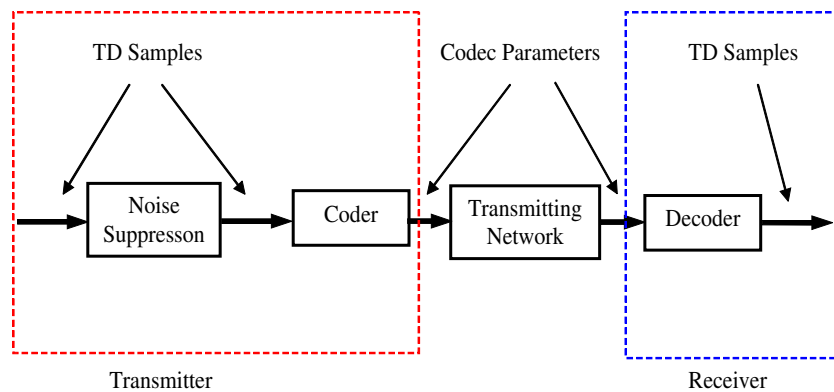 TD Samples
Codec Parameters
TD Samples
Noise
Suppresson
Coder
Transmitting
Network
Decoder
Transmitter
Receiver